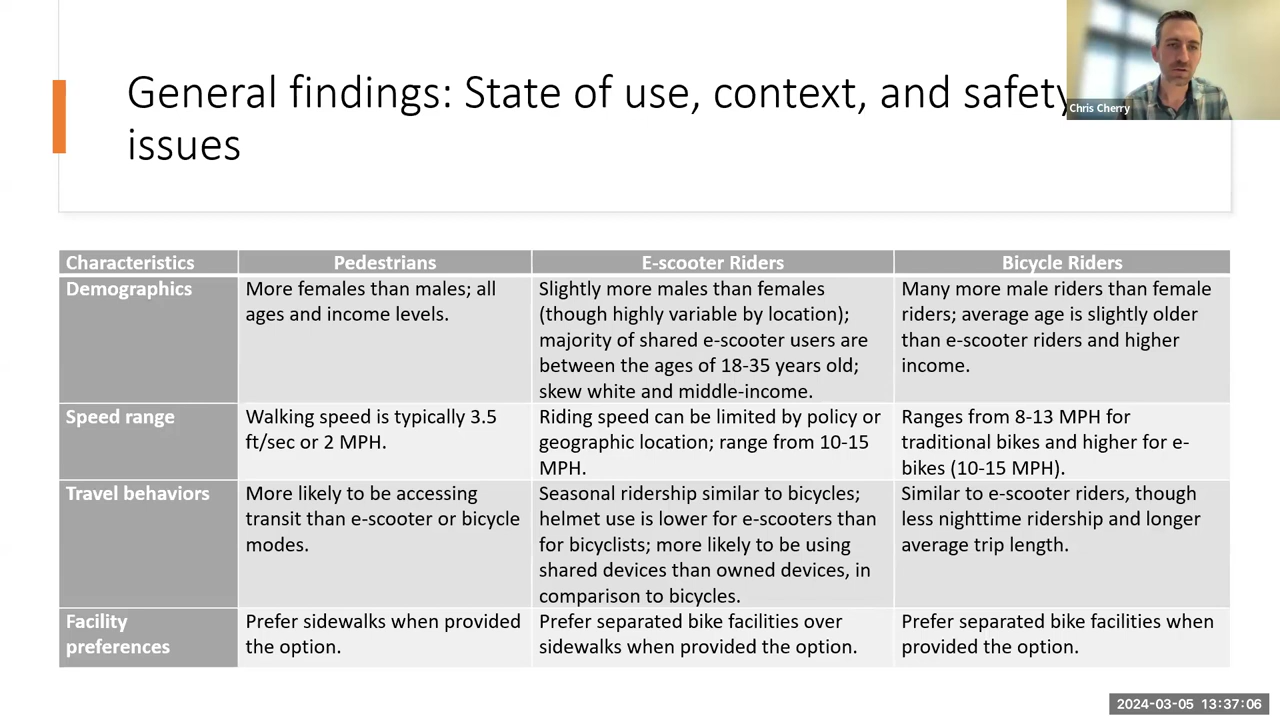 General findings: State of use, context, and safety
issues
Chris Cherry
Characteristics
Pedestrians
E-scooter Riders
Bicycle Riders
Demographics
More females than males; all
ages and income levels.
Slightly more males than females
(though highly variable by location);
majority of shared e-scooter users are
between the ages of 18-35 years old;
skew white and middle-income.
Many more male riders than female
riders; average age is slightly older
than e-scooter riders and higher
income.
Speed range
Walking speed is typically 3.5
ft/sec or 2 MPH.
Riding speed can be limited by policy or
geographic location; range from 10-15
MPH.
Ranges from 8-13 MPH for
traditional bikes and higher for e-
bikes (10-15 MPH).
Travel behaviors
More likely to be accessing
transit than e-scooter or bicycle
modes.
Seasonal ridership similar to bicycles;
helmet use is lower for e-scooters than
for bicyclists; more likely to be using
shared devices than owned devices, in
comparison to bicycles.
Similar to e-scooter riders, though
less nighttime ridership and longer
average trip length.
Facility
preferences
Prefer sidewalks when provided
the option.
Prefer separated bike facilities over
sidewalks when provided the option.
Prefer separated bike facilities when
provided the option.
2024-03-05 13:37:06